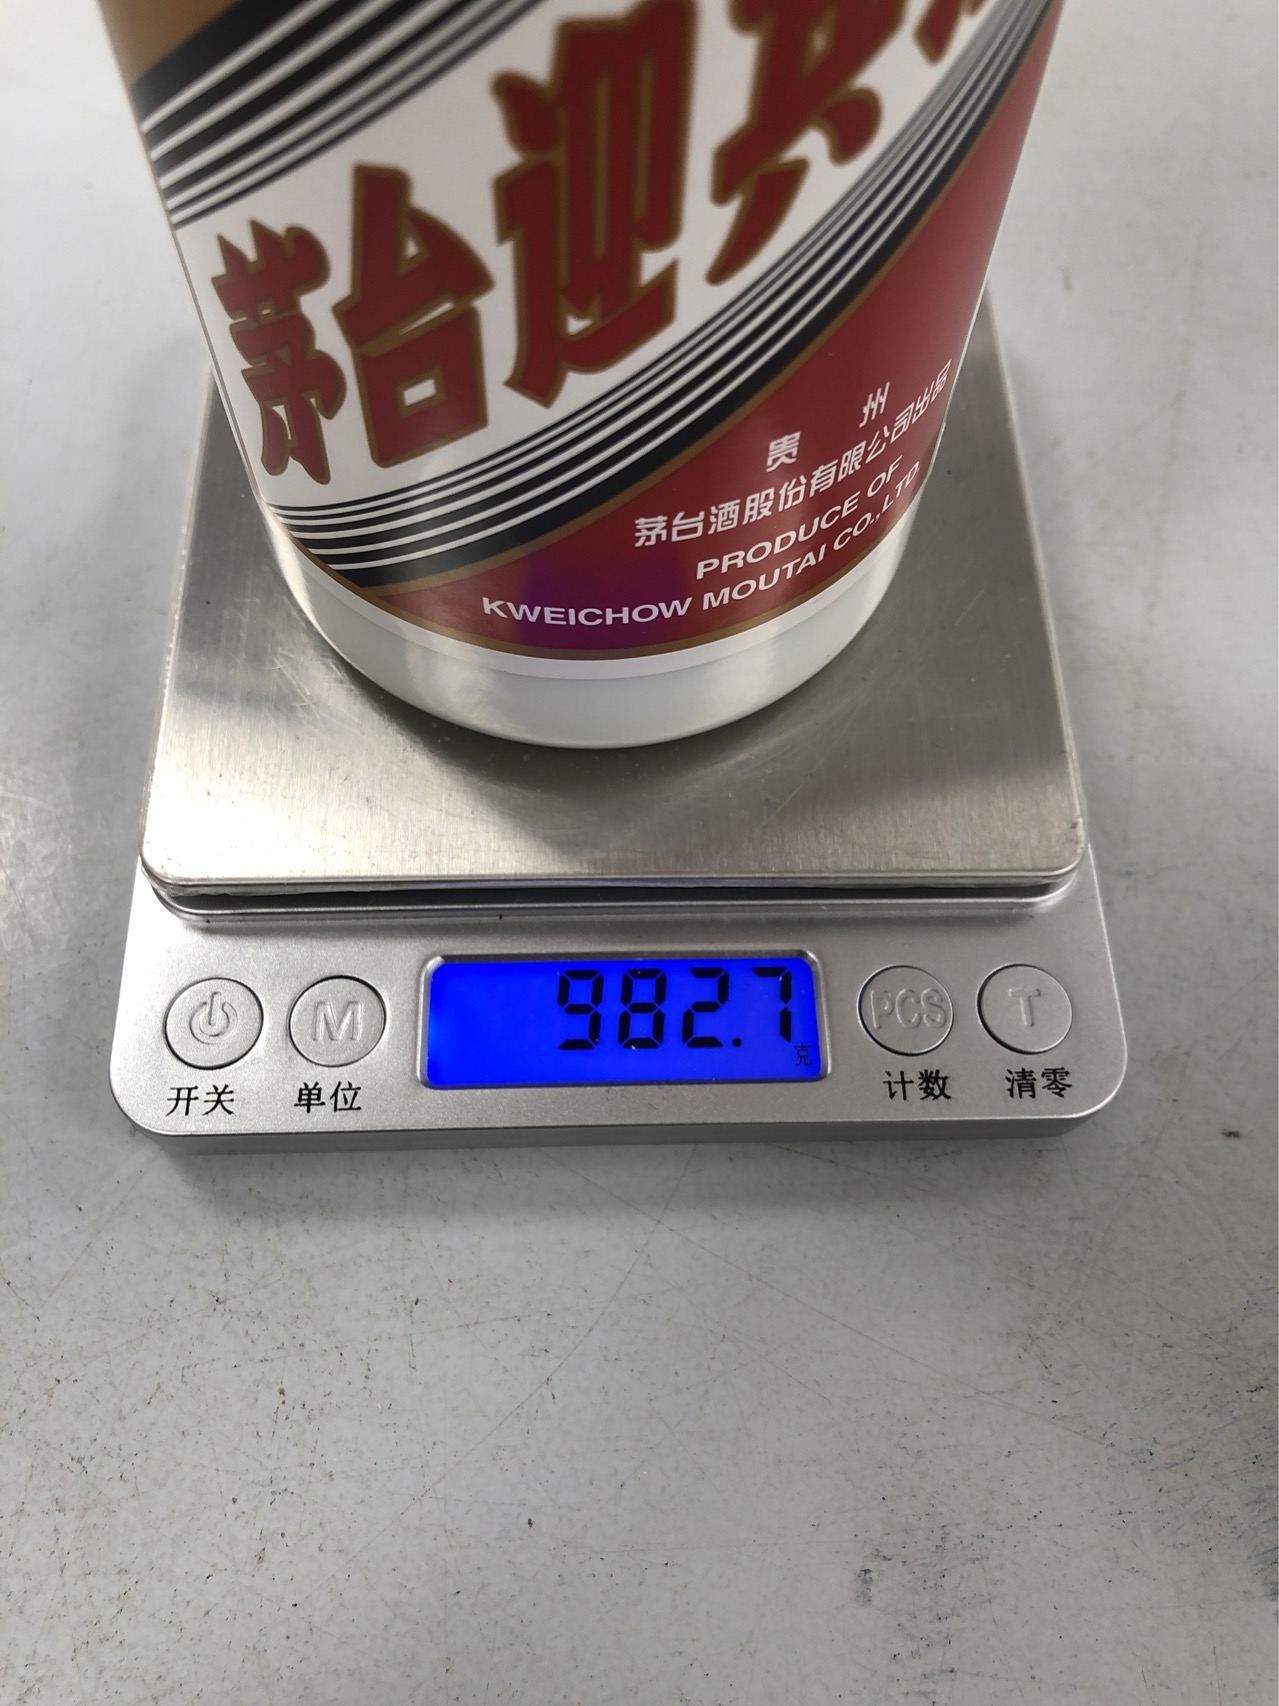 茅台迎宾
贵州
茅台酒股份有限公司出品
PRODUCE OF
KWEICHOW MOUTAI CO.,LTD.
982.7
克
M
PCS
T
开关
单位
计数
清零